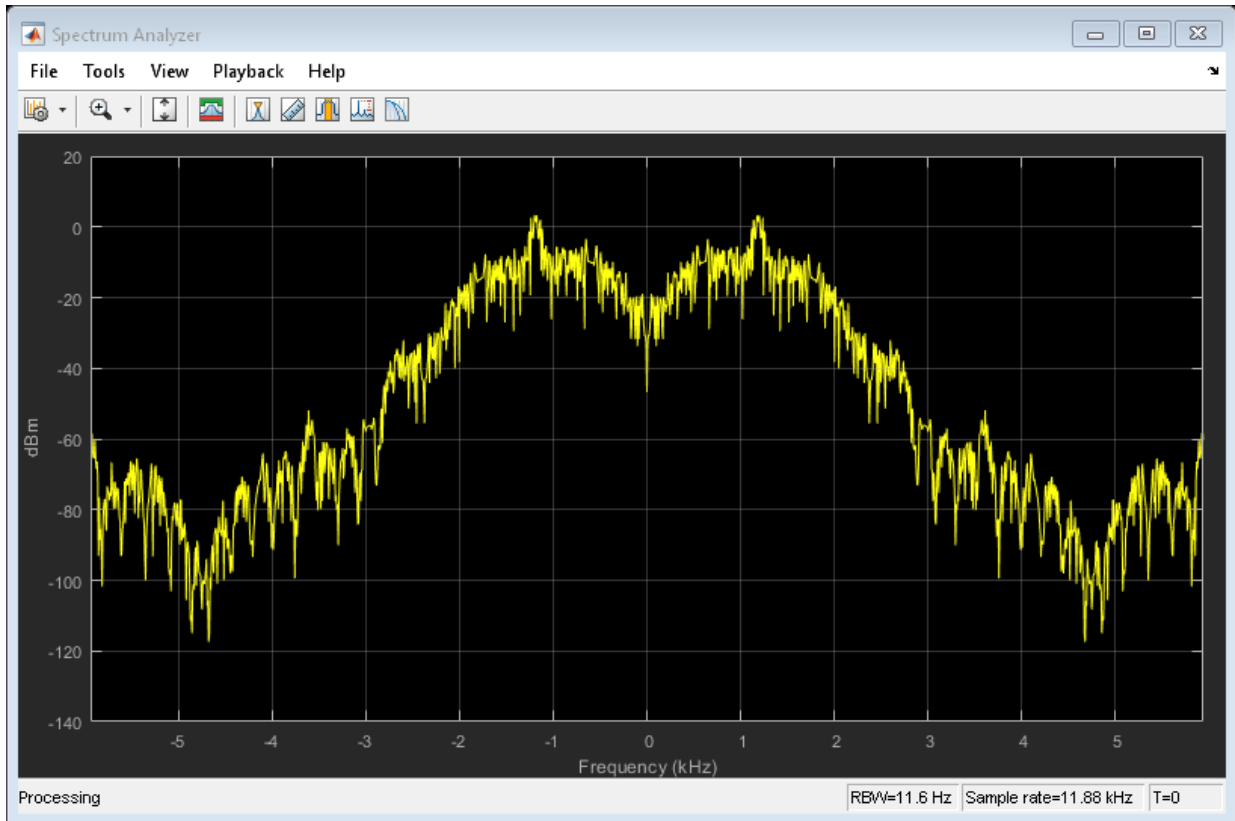 Spectrum Analyzer
File Tools View Playback Help
20
0
-20
-40
-60
-80
-100
-120
-140
dBm
-5 -4 -3 -2 -1 0 1 2 3 4 5
Frequency (kHz)
Processing RBW=11.6 Hz Sample rate=11.88 kHz T=0